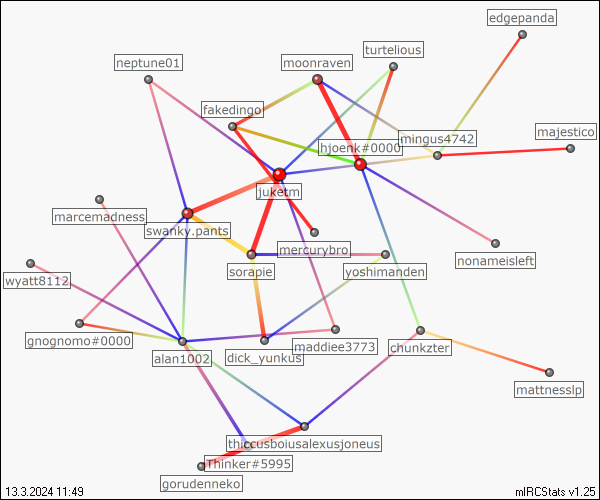 edgepanda
turtelious
neptune01
moonraven
fakedingo
mingus4742
majestico
hjoenk#0000
juketm
marcemadness
swanky.pants
mercurybro
nonameisleft
sorapie
yoshimanden
wyatt8112
gnognomo#0000
maddiee3773
chunkzter
alan1002
dick_yunkus
mattnesslp
thiccusboiusalexusjoneus
Thinker#5995
gorudenneko
13.3.2024 11:49
mIRCStats v1.25